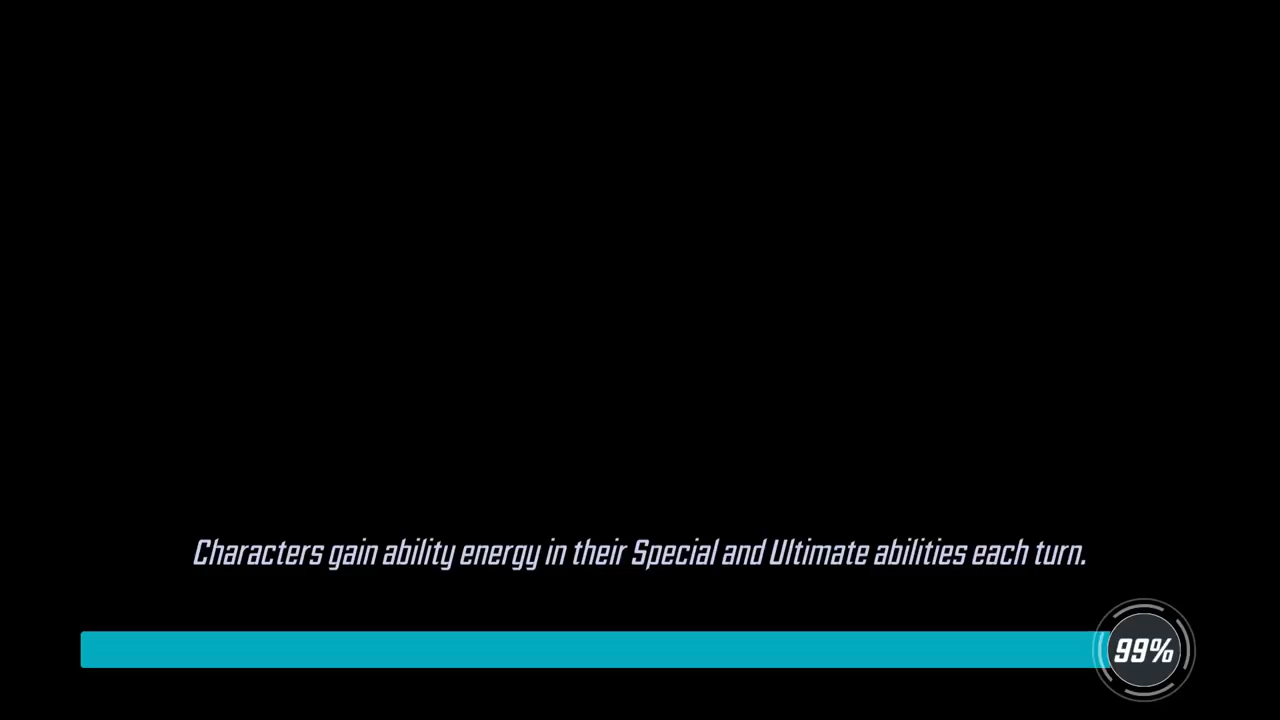 Characters gain ability energy in their Special and Ultimate abilities each turn.
99%